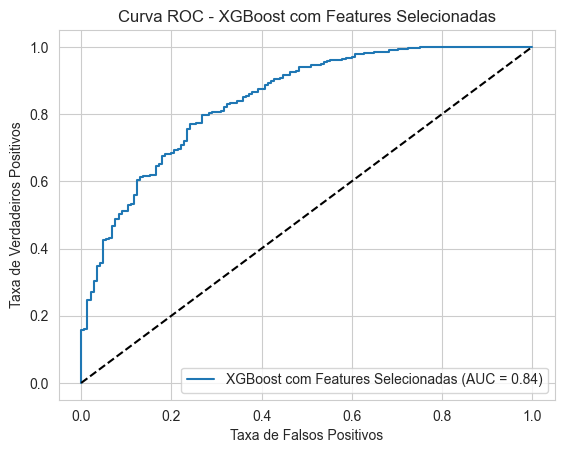 Curva ROC - XGBoost com Features Selecionadas
1.0
0.8
0.6
0.4
0.2
0.0
Taxa de Verdadeiros Positivos
XGBoost com Features Selecionadas (AUC = 0.84)
0.0 0.2 0.4 0.6 0.8 1.0
Taxa de Falsos Positivos